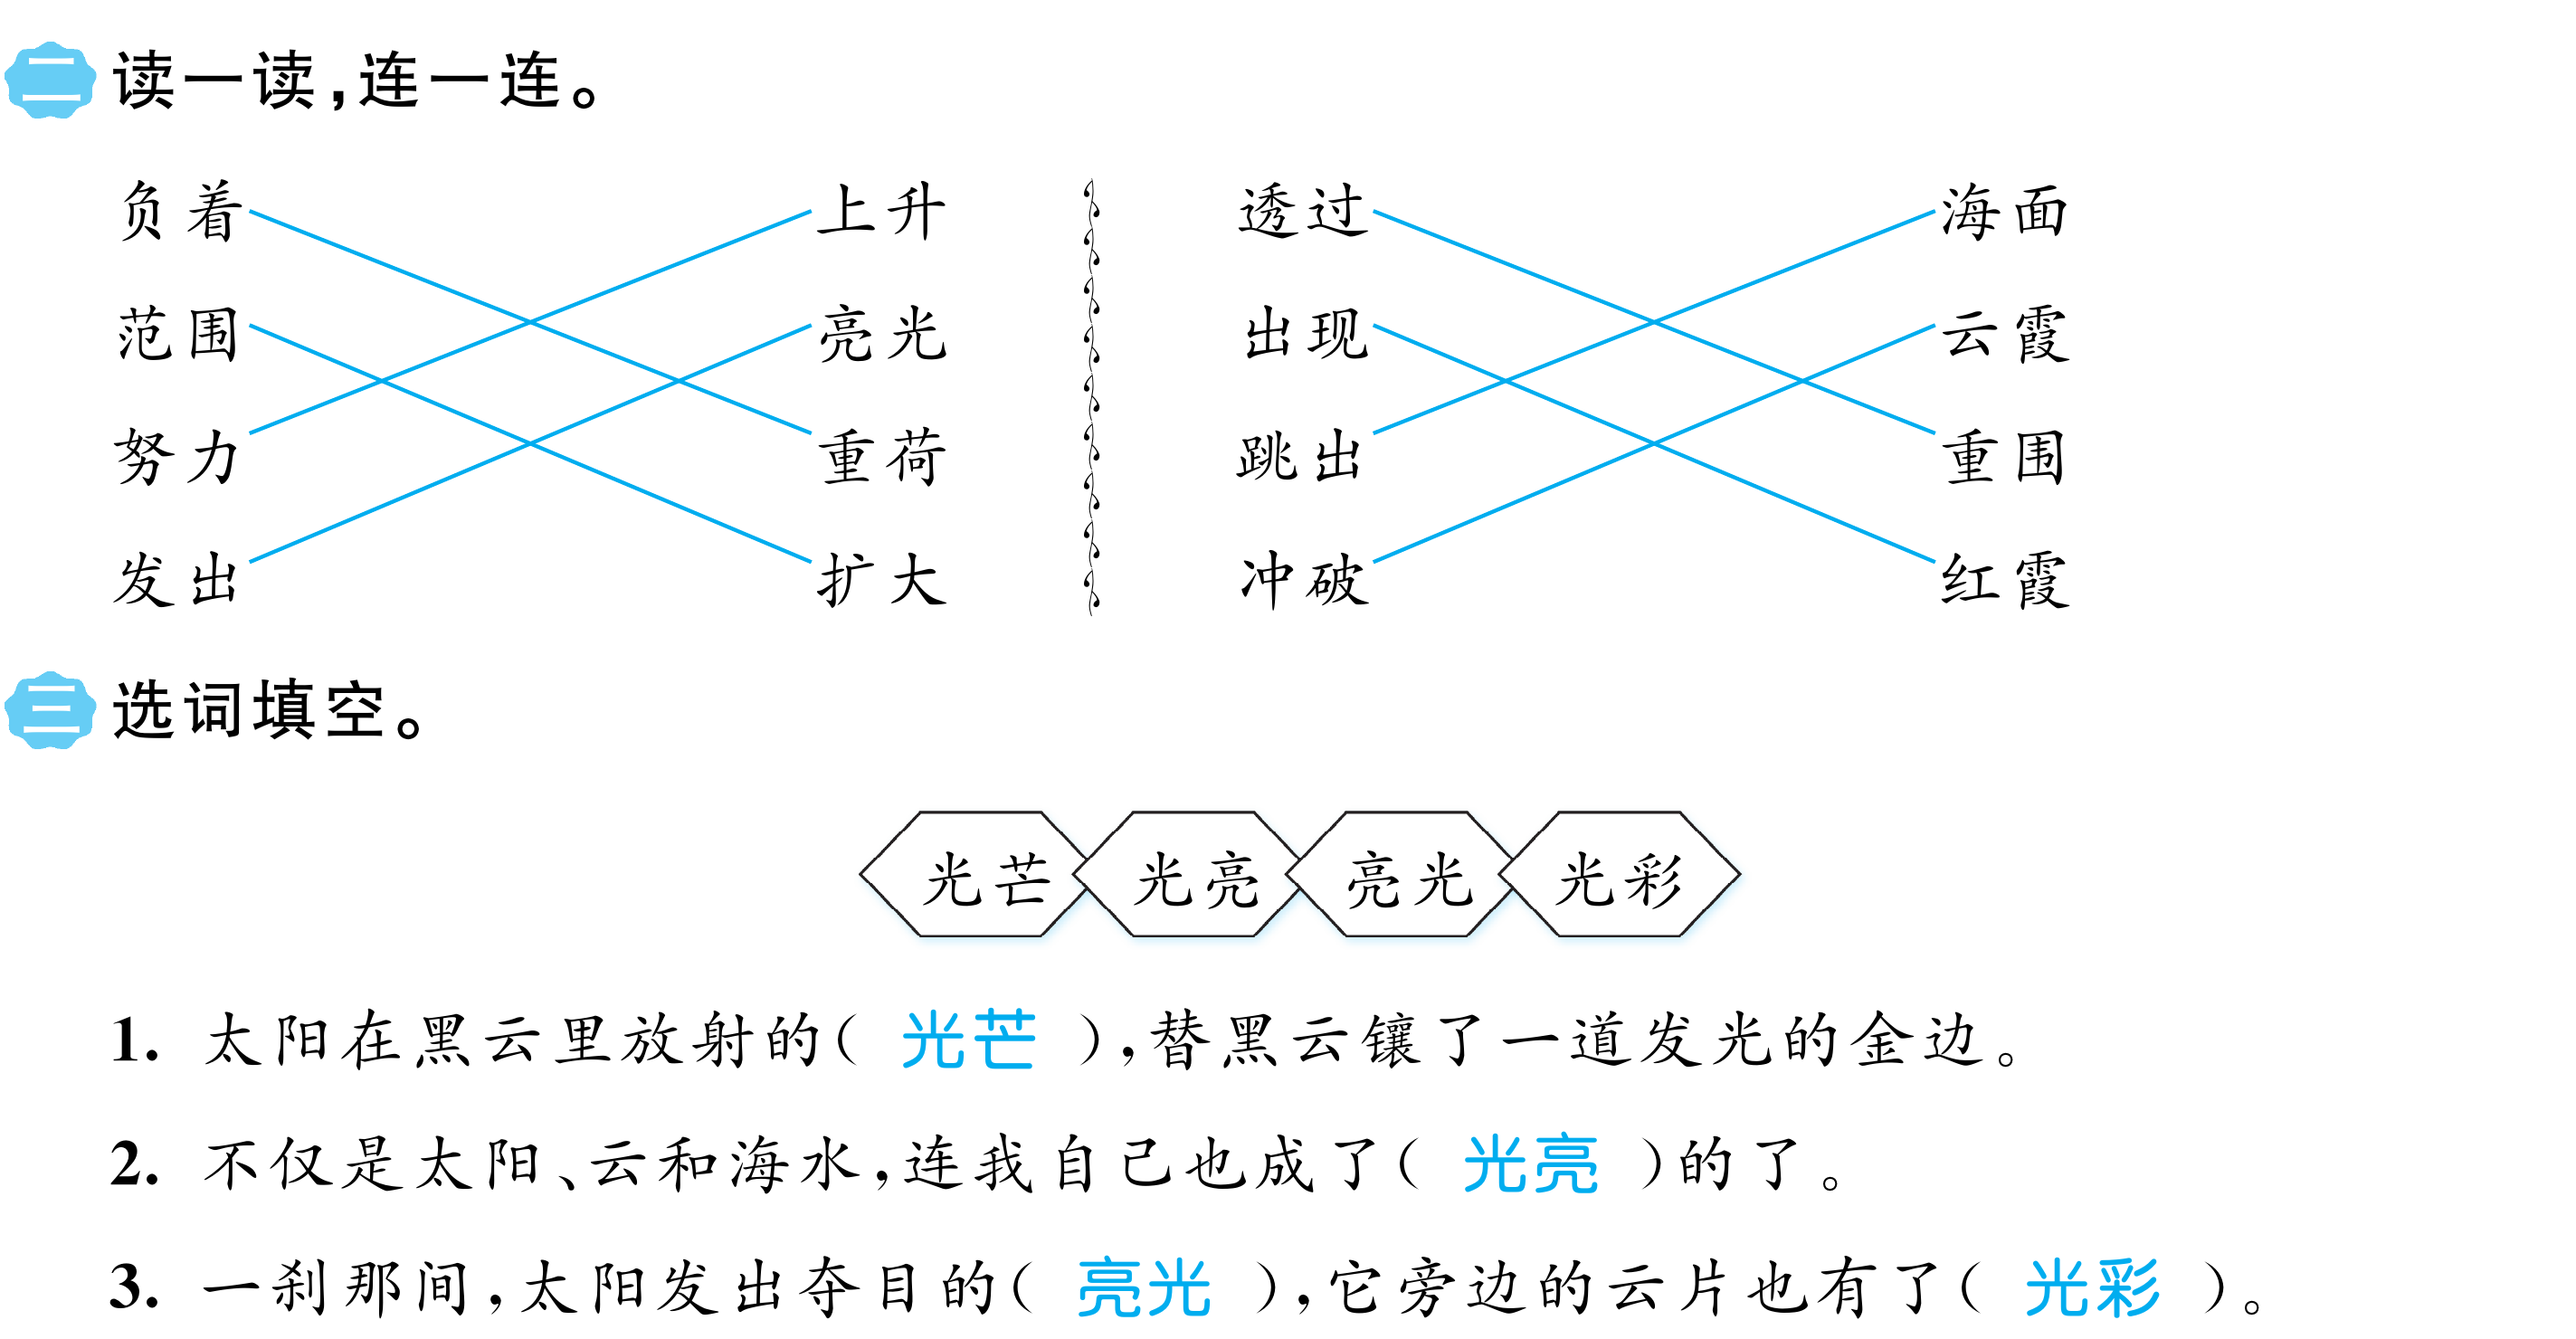 二 读一读,连一连。
负着 上升 透过 海面
范围 亮光 出现 云霞
努力 重荷 跳出 重围
发出 扩大 冲破 红霞
三 选词填空。
光芒 光亮 亮光 光彩
1. 太阳在黑云里放射的( 光芒 ),替黑云镶了一道发光的金边。
2. 不仅是太阳、云和海水,连我自己也成了( 光亮 )的了。
3. 一刹那间,太阳发出夺目的( 亮光 ),它旁边的云片也有了( 光彩 )。